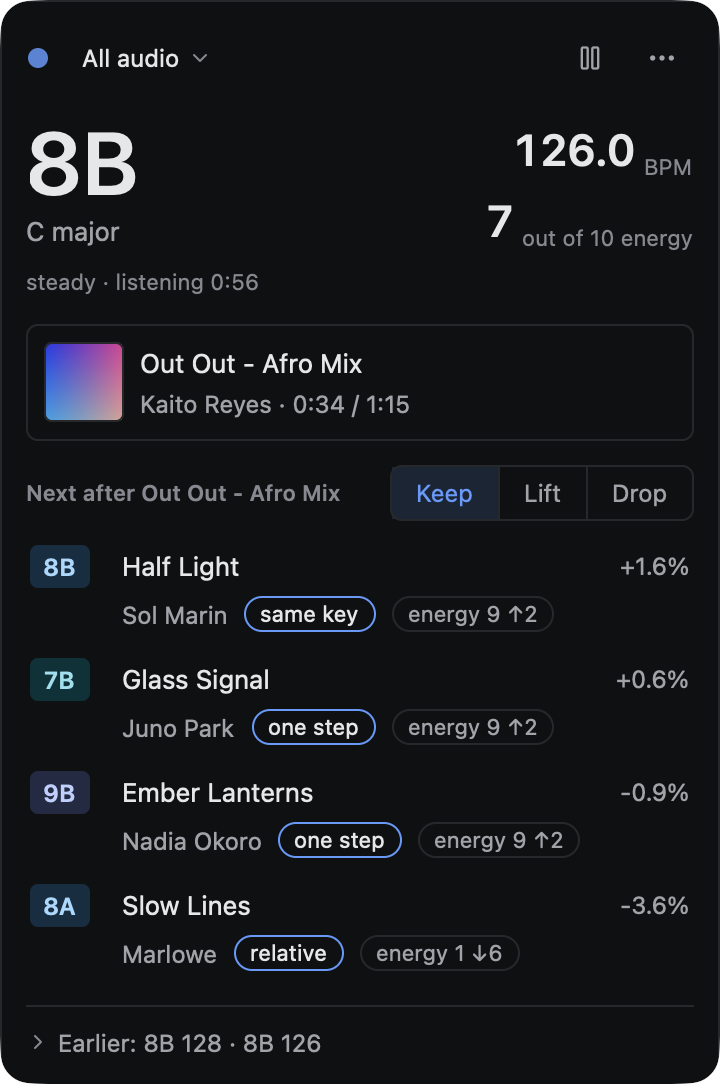 All audio
8B
126.0 BPM
C major
7 out of 10 energy
steady · listening 0:56
Out Out - Afro Mix
Kaito Reyes · 0:34 / 1:15
Next after Out Out - Afro Mix
Keep Lift Drop
8B Half Light +1.6%
Sol Marin same key energy 9 ↑2
7B Glass Signal +0.6%
Juno Park one step energy 9 ↑2
9B Ember Lanterns -0.9%
Nadia Okoro one step energy 9 ↑2
8A Slow Lines -3.6%
Marlowe relative energy 1 ↓6
Earlier: 8B 128 · 8B 126